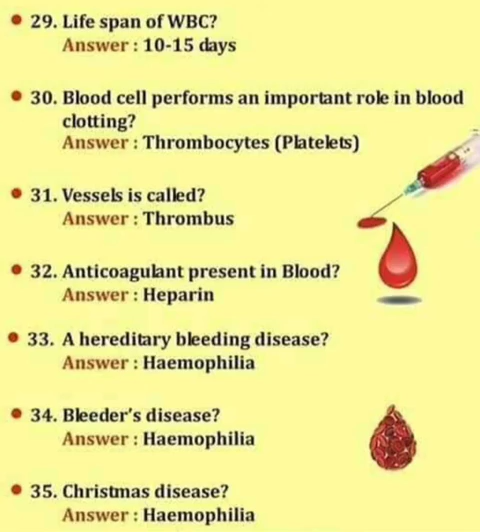 • 29. Life span of WBC?
Answer : 10-15 days
• 30. Blood cell performs an important role in blood
clotting?
Answer : Thrombocytes (Platelets)
• 31. Vessels is called?
Answer : Thrombus
• 32. Anticoagulant present in Blood?
Answer : Heparin
• 33. A hereditary bleeding disease?
Answer : Haemophilia
• 34. Bleeder's disease?
Answer : Haemophilia
• 35. Christmas disease?
Answer : Haemophilia